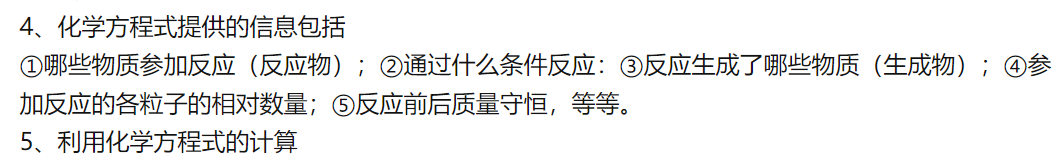 4、化学方程式提供的信息包括
①哪些物质参加反应（反应物）；②通过什么条件反应：③反应生成了哪些物质（生成物）；④参
加反应的各粒子的相对数量；⑤反应前后质量守恒，等等。
5、利用化学方程式的计算